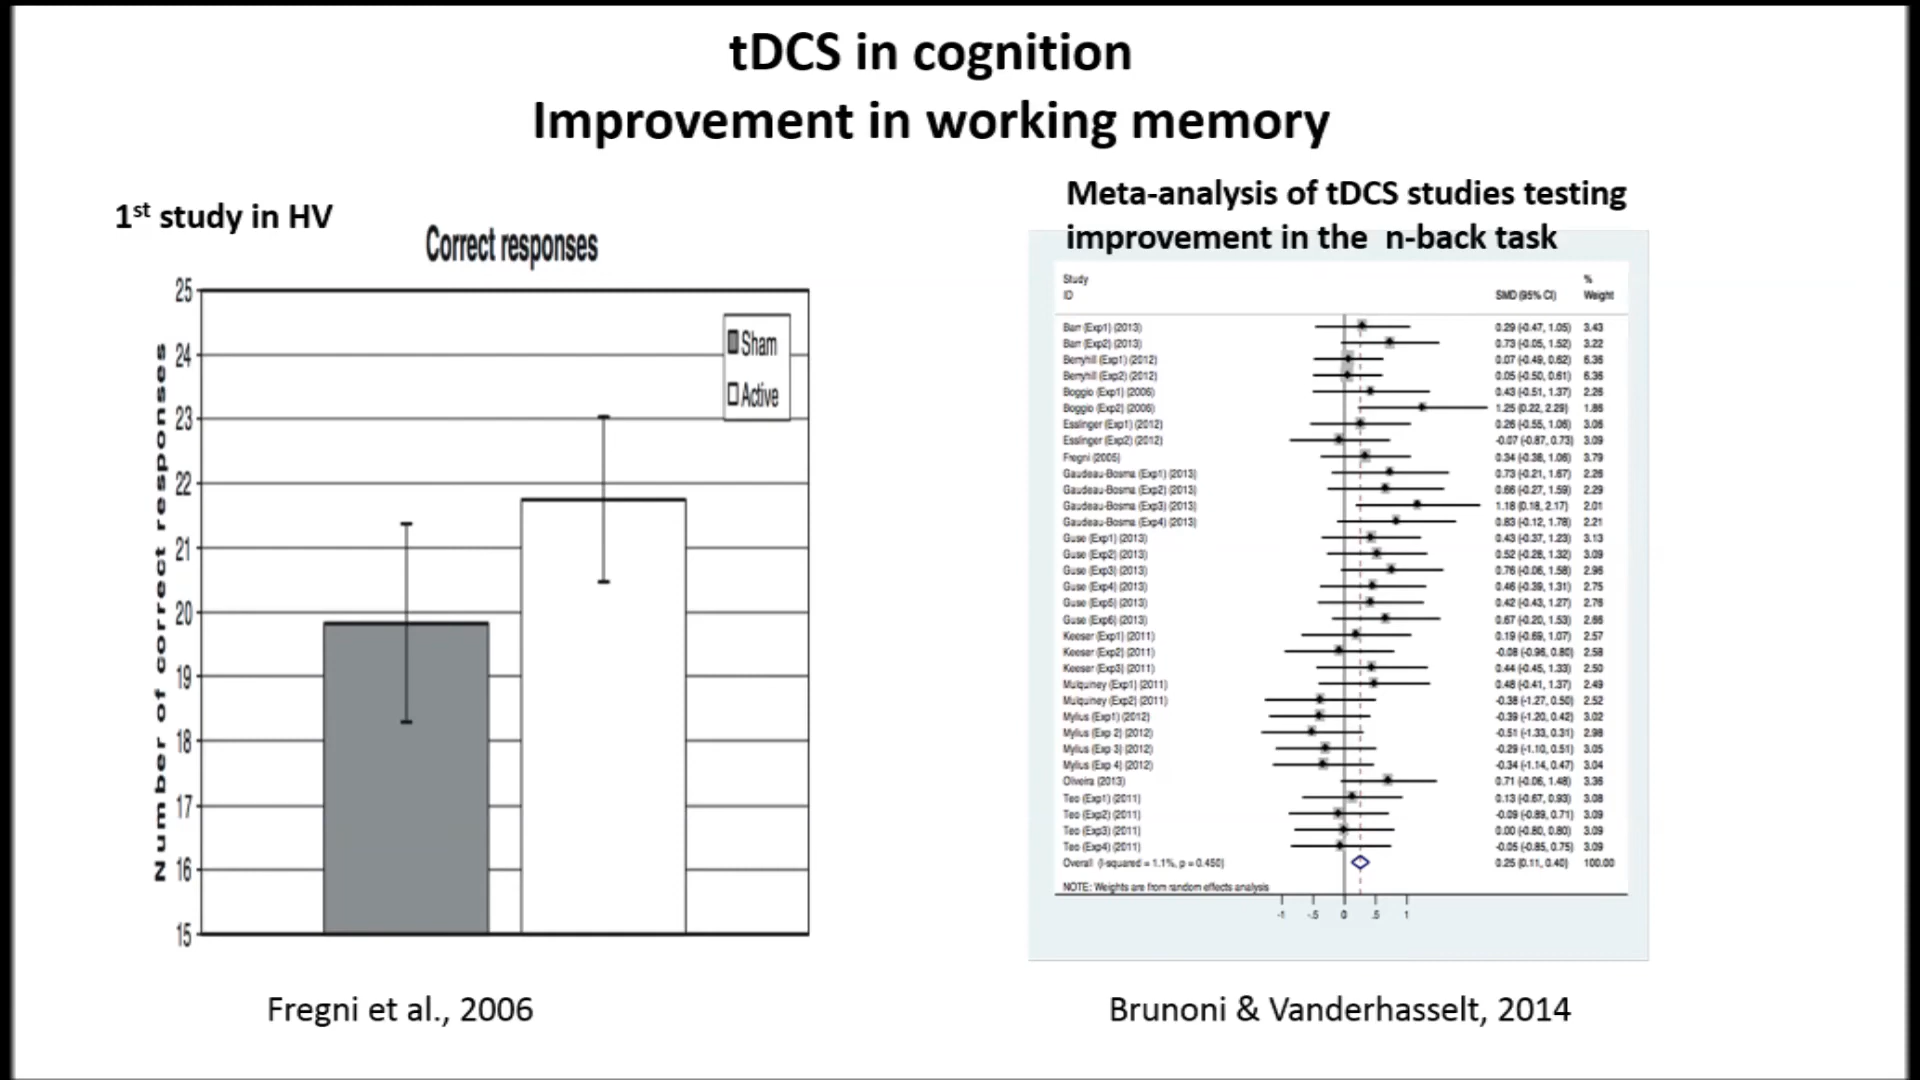 tDCS in cognition
Improvement in working memory
1st study in HV
Correct responses
Number of correct responses
25
24
23
22
21
20
19
18
17
16
15
Sham
Active
Fregni et al., 2006
Meta-analysis of tDCS studies testing
improvement in the n-back task
Study %
ID SMD (95% CI) Weight
Barr (Exp1) (2013) 0.29 (-0.47, 1.05) 3.43
Barr (Exp2) (2013) 0.73 (-0.05, 1.52) 3.22
Berryhill (Exp1) (2012) 0.07 (-0.49, 0.62) 6.36
Berryhill (Exp2) (2012) 0.05 (-0.50, 0.61) 6.36
Boggio (Exp1) (2006) 0.43 (-0.51, 1.37) 2.26
Boggio (Exp2) (2006) 1.25 (0.22, 2.29) 1.86
Esslinger (Exp1) (2012) 0.26 (-0.55, 1.06) 3.05
Esslinger (Exp2) (2012) -0.07 (-0.87, 0.73) 3.09
Fregni (2005) 0.34 (-0.38, 1.06) 3.79
Gaudeau-Bosma (Exp1) (2013) 0.73 (-0.21, 1.67) 2.26
Gaudeau-Bosma (Exp2) (2013) 0.66 (-0.27, 1.59) 2.29
Gaudeau-Bosma (Exp3) (2013) 1.18 (0.18, 2.17) 2.01
Gaudeau-Bosma (Exp4) (2013) 0.83 (-0.12, 1.78) 2.21
Guse (Exp1) (2013) 0.43 (-0.37, 1.23) 3.13
Guse (Exp2) (2013) 0.52 (-0.28, 1.32) 3.09
Guse (Exp3) (2013) 0.76 (-0.06, 1.58) 2.96
Guse (Exp4) (2013) 0.46 (-0.39, 1.31) 2.75
Guse (Exp5) (2013) 0.42 (-0.43, 1.27) 2.76
Guse (Exp6) (2013) 0.67 (-0.20, 1.53) 2.66
Keeser (Exp1) (2011) 0.19 (-0.69, 1.07) 2.57
Keeser (Exp2) (2011) -0.08 (-0.96, 0.80) 2.58
Keeser (Exp3) (2011) 0.44 (-0.45, 1.33) 2.50
Mulquiney (Exp1) (2011) 0.48 (-0.41, 1.37) 2.49
Mulquiney (Exp2) (2011) -0.38 (-1.27, 0.50) 2.52
Mylius (Exp1) (2012) -0.39 (-1.20, 0.42) 3.02
Mylius (Exp 2) (2012) -0.51 (-1.33, 0.31) 2.98
Mylius (Exp 3) (2012) -0.29 (-1.10, 0.51) 3.05
Mylius (Exp 4) (2012) -0.34 (-1.14, 0.47) 3.04
Oliveira (2013) 0.71 (-0.06, 1.48) 3.36
Teo (Exp1) (2011) 0.13 (-0.67, 0.93) 3.08
Teo (Exp2) (2011) -0.09 (-0.89, 0.71) 3.09
Teo (Exp3) (2011) 0.00 (-0.80, 0.80) 3.09
Teo (Exp4) (2011) -0.05 (-0.85, 0.75) 3.09
Overall (I-squared = 1.1%, p = 0.450) 0.25 (0.11, 0.40) 100.00
NOTE: Weights are from random effects analysis
-1 -.5 0 .5 1
Brunoni & Vanderhasselt, 2014